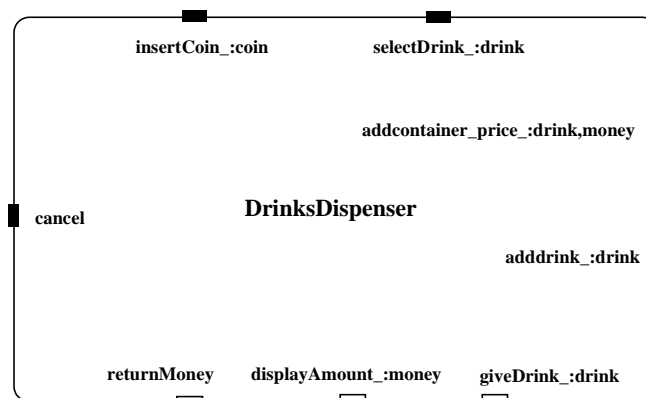 insertCoin_:coin selectDrink_:drink
addcontainer_price_:drink,money
cancel DrinksDispenser
adddrink_:drink
returnMoney displayAmount_:money giveDrink_:drink